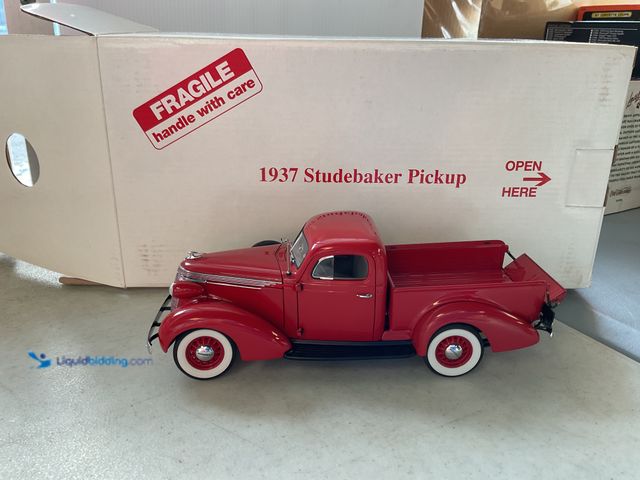 FRAGILE
handle with care
1937 Studebaker Pickup
OPEN
HERE
Liquidbidding.com